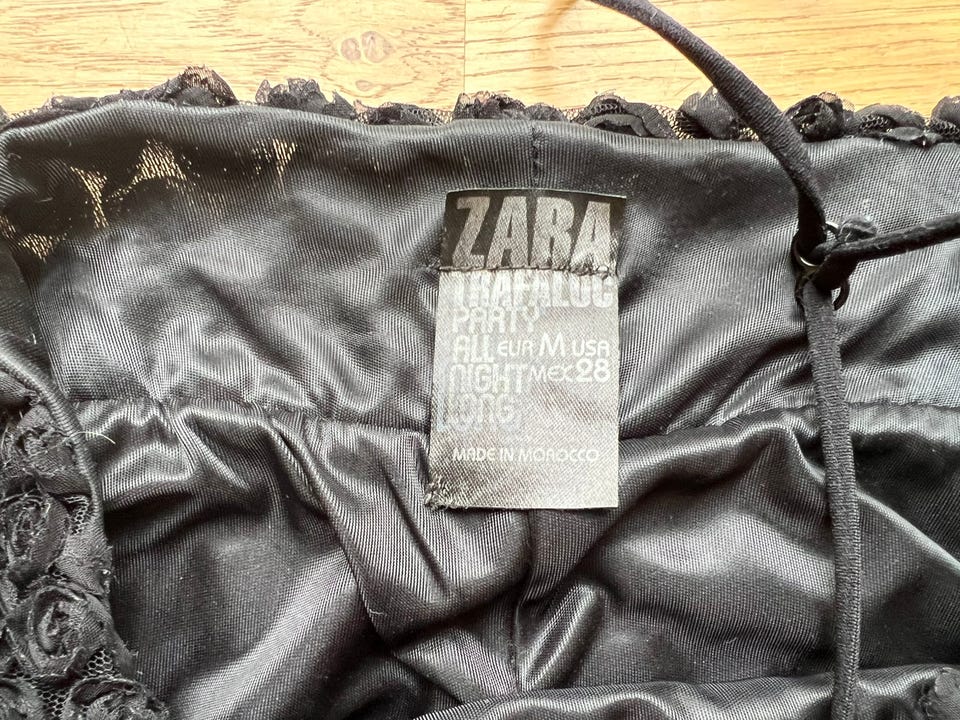 ZARA
TRAFALUC
PARTY
ALL EUR M USA
NIGHT MEX 28
LONG
MADE IN MOROCCO